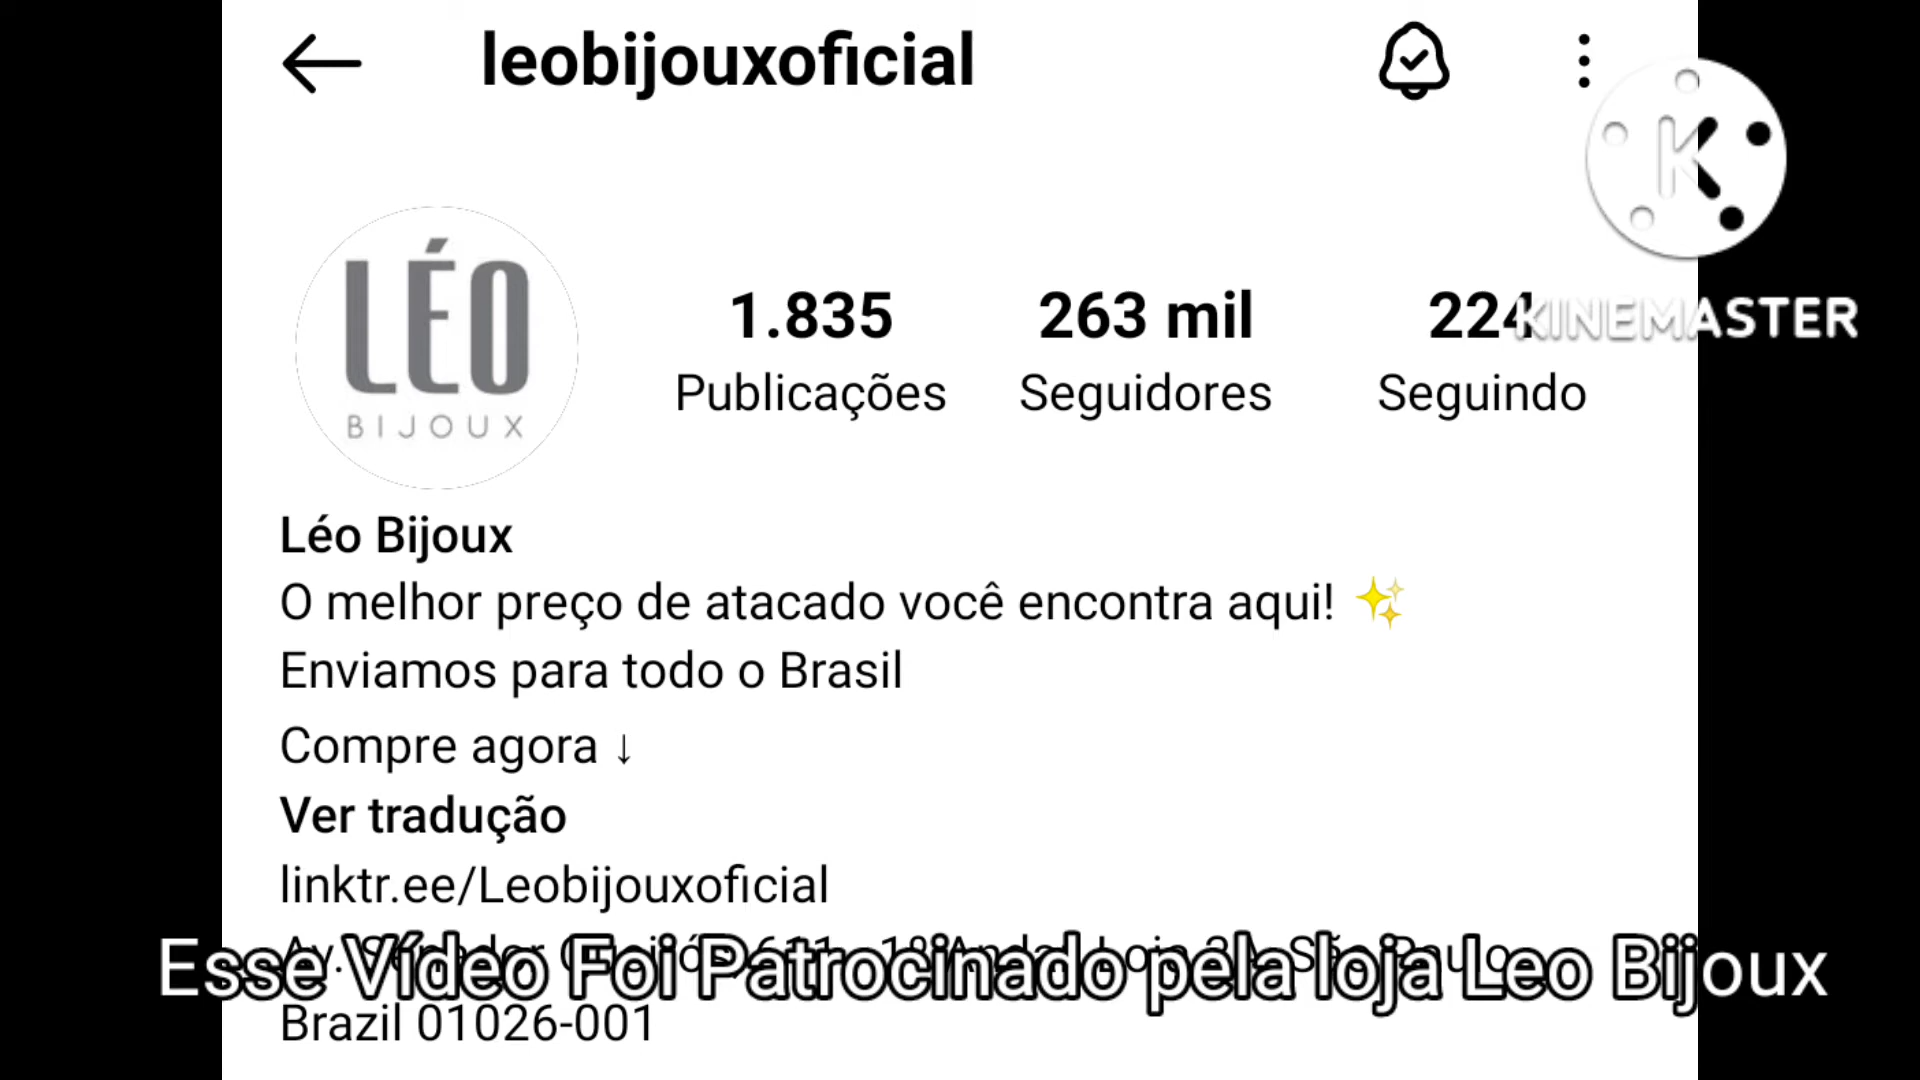 leobijouxoficial
K
KINEMASTER
LÉO
BIJOUX
1.835
263 mil
224
Publicações
Seguidores
Seguindo
Léo Bijoux
O melhor preço de atacado você encontra aqui! ✨
Enviamos para todo o Brasil
Compre agora ↓
Ver tradução
linktr.ee/Leobijouxoficial
Esse Vídeo Foi Patrocinado pela loja Leo Bijoux
Brazil 01026-001